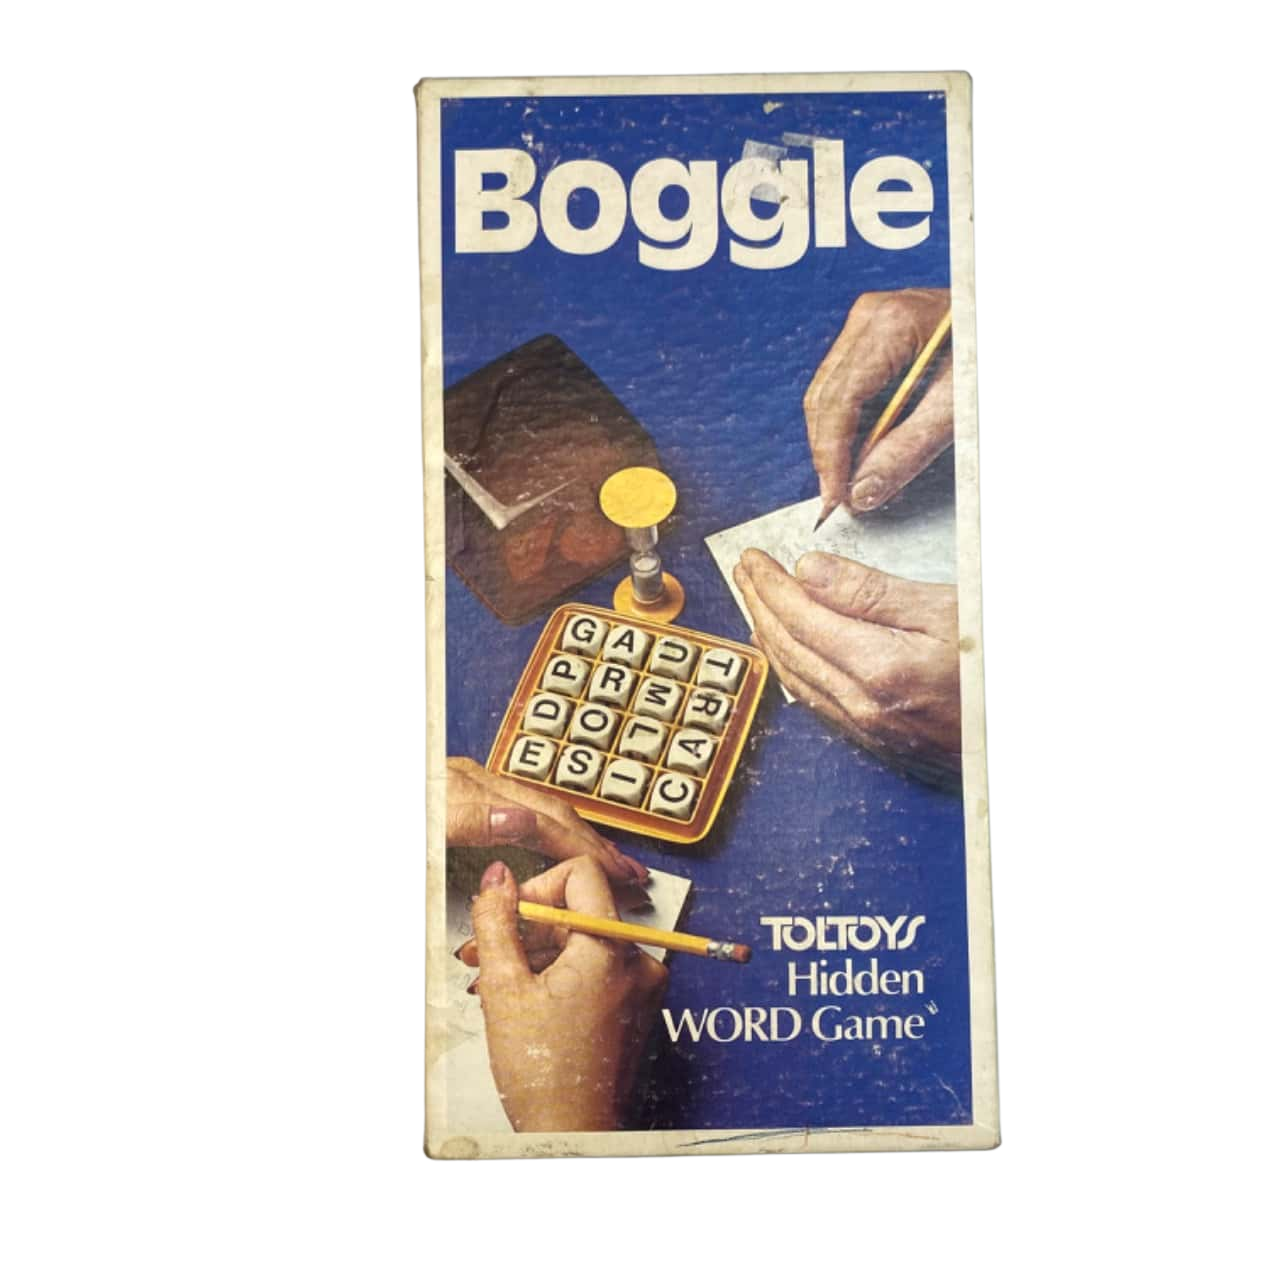 Boggle
G A U T
P R M R
D O L A
E S I C
TOLTOYS
Hidden
WORD Game